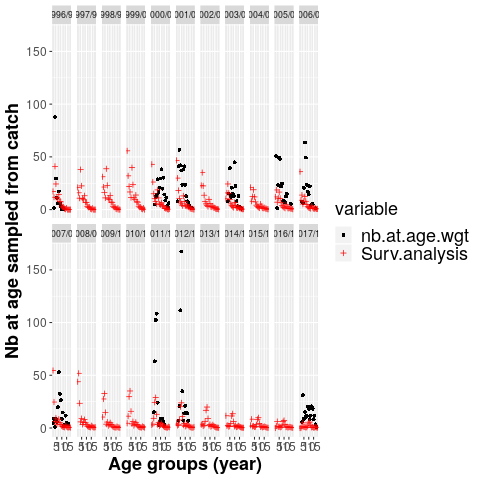 996/9 997/9 998/9 999/0 000/0 001/0 002/0 003/0 004/0 005/0 006/0
150
100
50
0
007/0 008/0 009/1 010/1 011/1 012/1 013/1 014/1 015/1 016/1 017/1
150
100
50
0
Nb at age sampled from catch
Age groups (year)
variable
nb.at.age.wgt
Surv.analysis